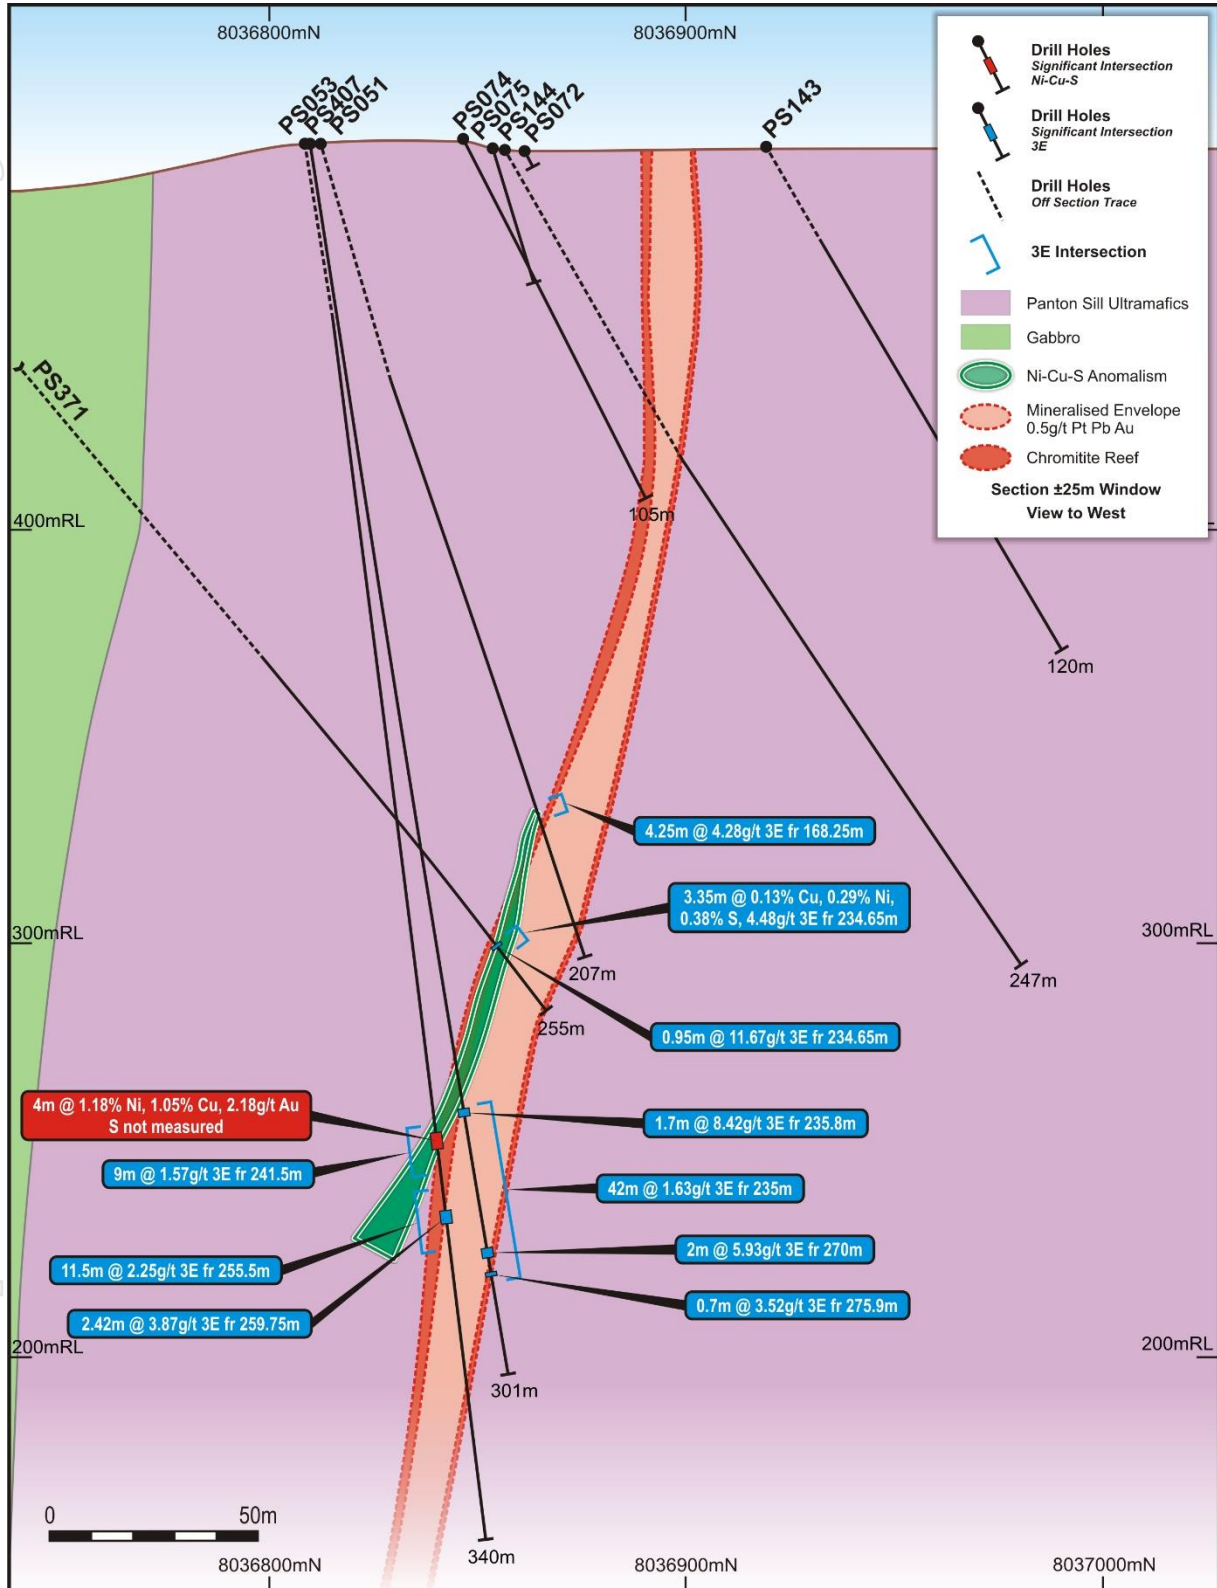 8036800mN
8036900mN
PS053
PS407
PS051
PS074
PS075
PS144
PS072
PS143
Drill Holes
Significant Intersection
Ni-Cu-S
Drill Holes
Significant Intersection
3E
Drill Holes
Off Section Trace
3E Intersection
Panton Sill Ultramafics
Gabbro
Ni-Cu-S Anomalism
Mineralised Envelope
0.5g/t Pt Pb Au
Chromitite Reef
Section ±25m Window
View to West
PS371
400mRL
105m
120m
4.25m @ 4.28g/t 3E fr 168.25m
3.35m @ 0.13% Cu, 0.29% Ni,
0.38% S, 4.48g/t 3E fr 234.65m
300mRL
300mRL
207m
247m
255m
0.95m @ 11.67g/t 3E fr 234.65m
4m @ 1.18% Ni, 1.05% Cu, 2.18g/t Au
S not measured
1.7m @ 8.42g/t 3E fr 235.8m
9m @ 1.57g/t 3E fr 241.5m
42m @ 1.63g/t 3E fr 235m
2m @ 5.93g/t 3E fr 270m
11.5m @ 2.25g/t 3E fr 255.5m
0.7m @ 3.52g/t 3E fr 275.9m
2.42m @ 3.87g/t 3E fr 259.75m
200mRL
200mRL
301m
0 50m
340m
8036800mN
8036900mN
8037000mN